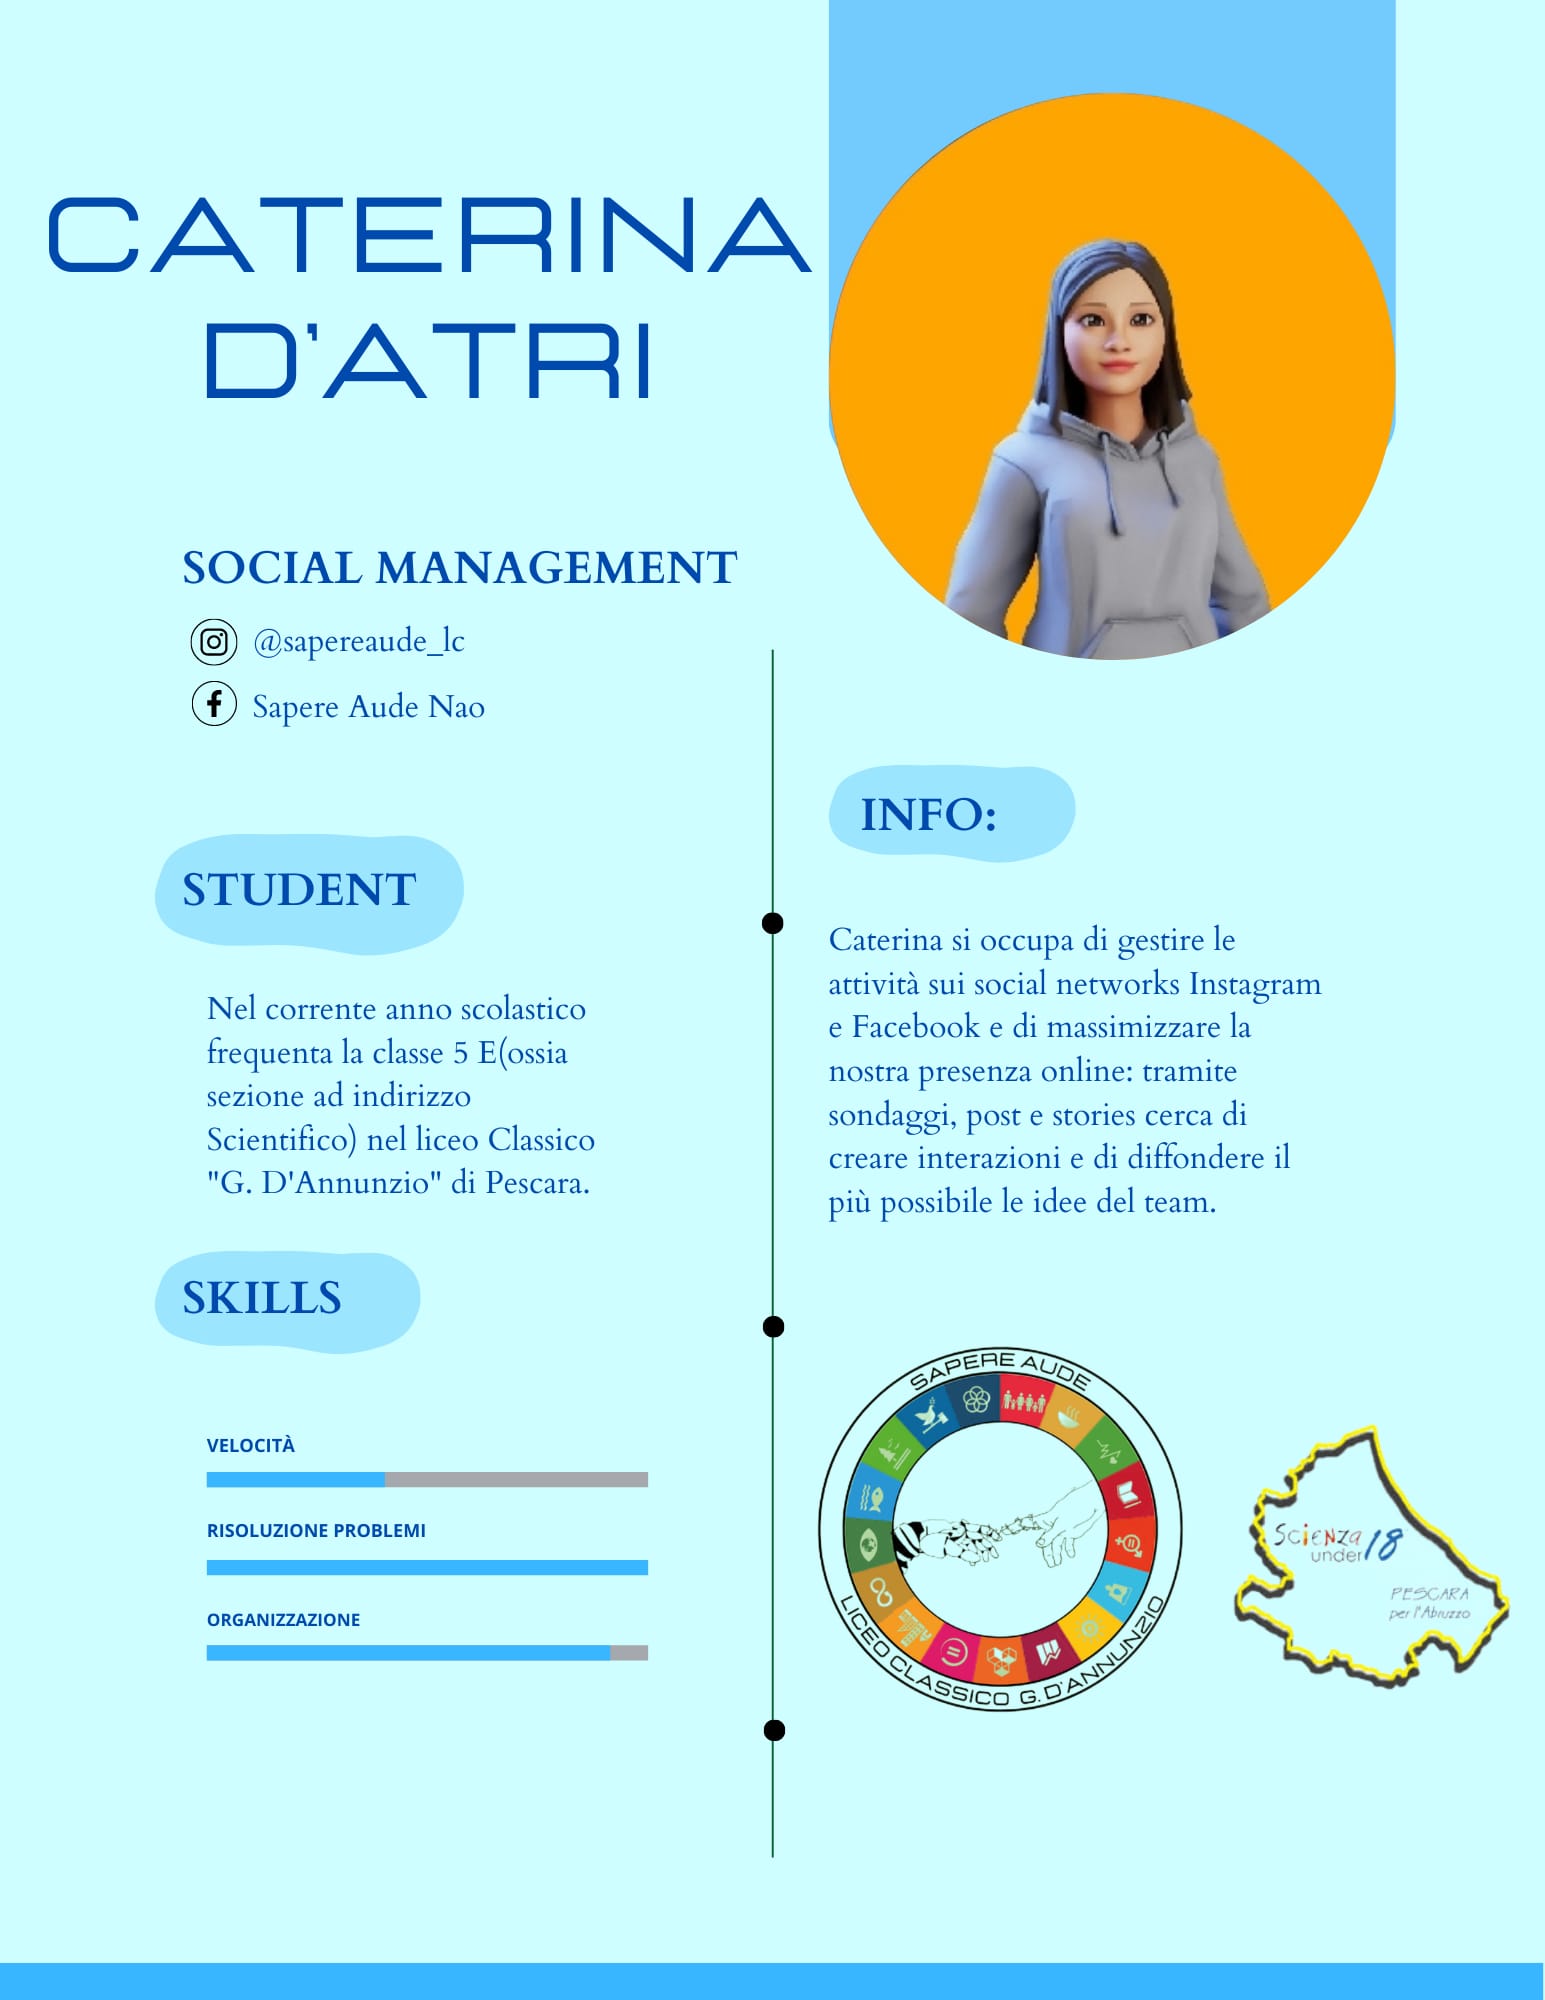 CATERINA
D'ATRI
SOCIAL MANAGEMENT
@sapereaude_lc
Sapere Aude Nao
STUDENT
Nel corrente anno scolastico
frequenta la classe 5 E(ossia
sezione ad indirizzo
Scientifico) nel liceo Classico
"G. D'Annunzio" di Pescara.
SKILLS
VELOCITÀ
RISOLUZIONE PROBLEMI
ORGANIZZAZIONE
INFO:
Caterina si occupa di gestire le
attività sui social networks Instagram
e Facebook e di massimizzare la
nostra presenza online: tramite
sondaggi, post e stories cerca di
creare interazioni e di diffondere il
più possibile le idee del team.
SAPERE AUDE
LICEO CLASSICO G. D'ANNUNZIO
Scienza
under18
PESCARA
per l'Abruzzo